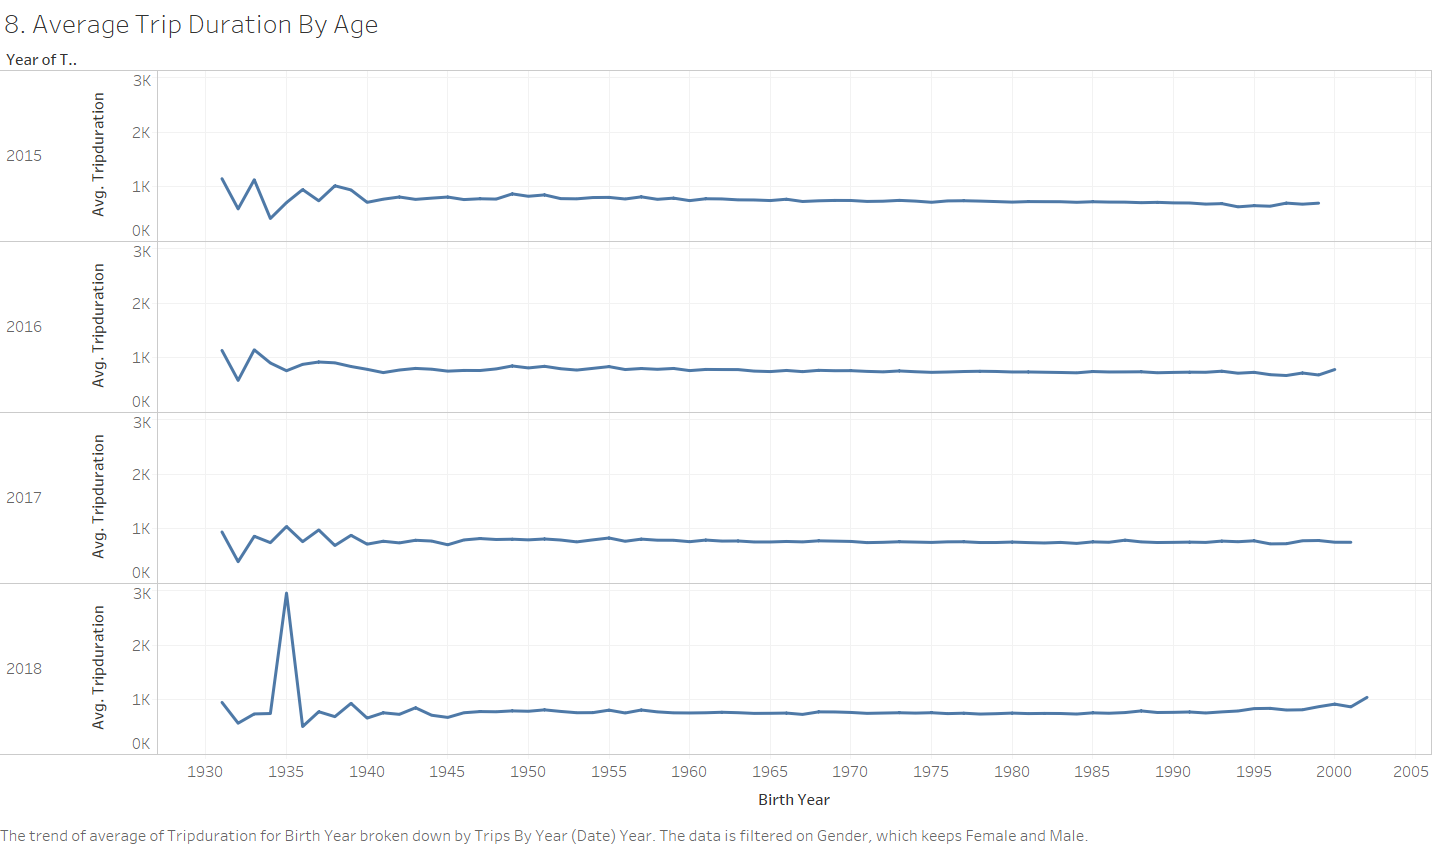 8. Average Trip Duration By Age
Year of T..
2015
Avg. Tripduration
3K
2K
1K
0K
2016
Avg. Tripduration
3K
2K
1K
0K
2017
Avg. Tripduration
3K
2K
1K
0K
2018
Avg. Tripduration
3K
2K
1K
0K
1930 1935 1940 1945 1950 1955 1960 1965 1970 1975 1980 1985 1990 1995 2000 2005
Birth Year
The trend of average of Tripduration for Birth Year broken down by Trips By Year (Date) Year. The data is filtered on Gender, which keeps Female and Male.